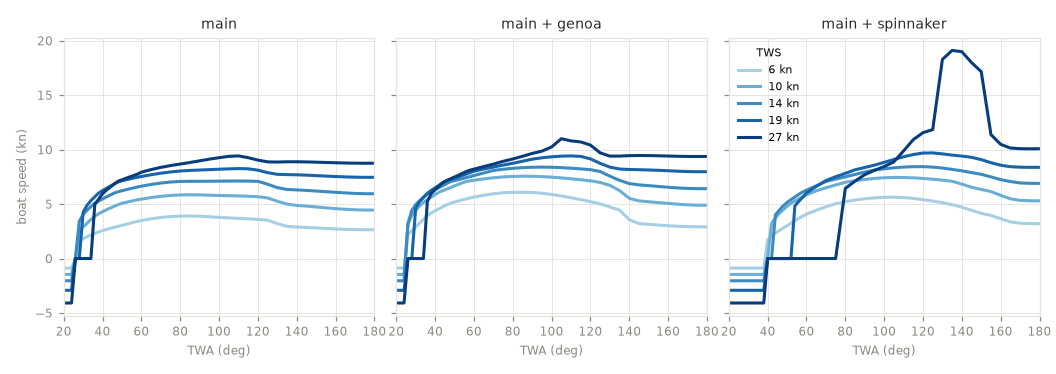 main
main + genoa
main + spinnaker
boat speed (kn)
20
15
10
5
0
−5
TWS
6 kn
10 kn
14 kn
19 kn
27 kn
20 40 60 80 100 120 140 160 180
20 40 60 80 100 120 140 160 180
20 40 60 80 100 120 140 160 180
TWA (deg)
TWA (deg)
TWA (deg)